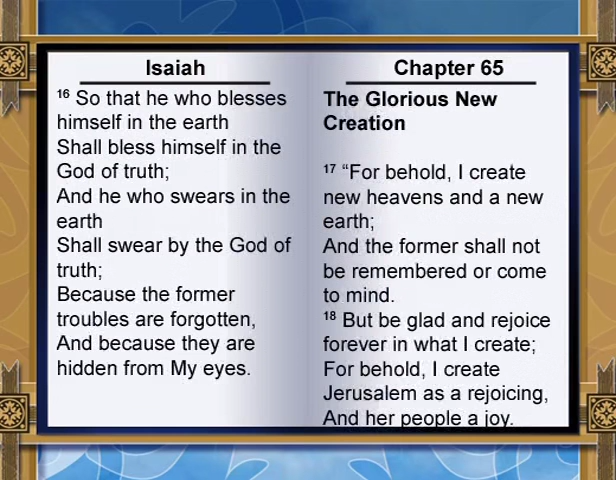 Isaiah
16 So that he who blesses
himself in the earth
Shall bless himself in the
God of truth;
And he who swears in the
earth
Shall swear by the God of
truth;
Because the former
troubles are forgotten,
And because they are
hidden from My eyes.
Chapter 65
The Glorious New
Creation
17 “For behold, I create
new heavens and a new
earth;
And the former shall not
be remembered or come
to mind.
18 But be glad and rejoice
forever in what I create;
For behold, I create
Jerusalem as a rejoicing,
And her people a joy.